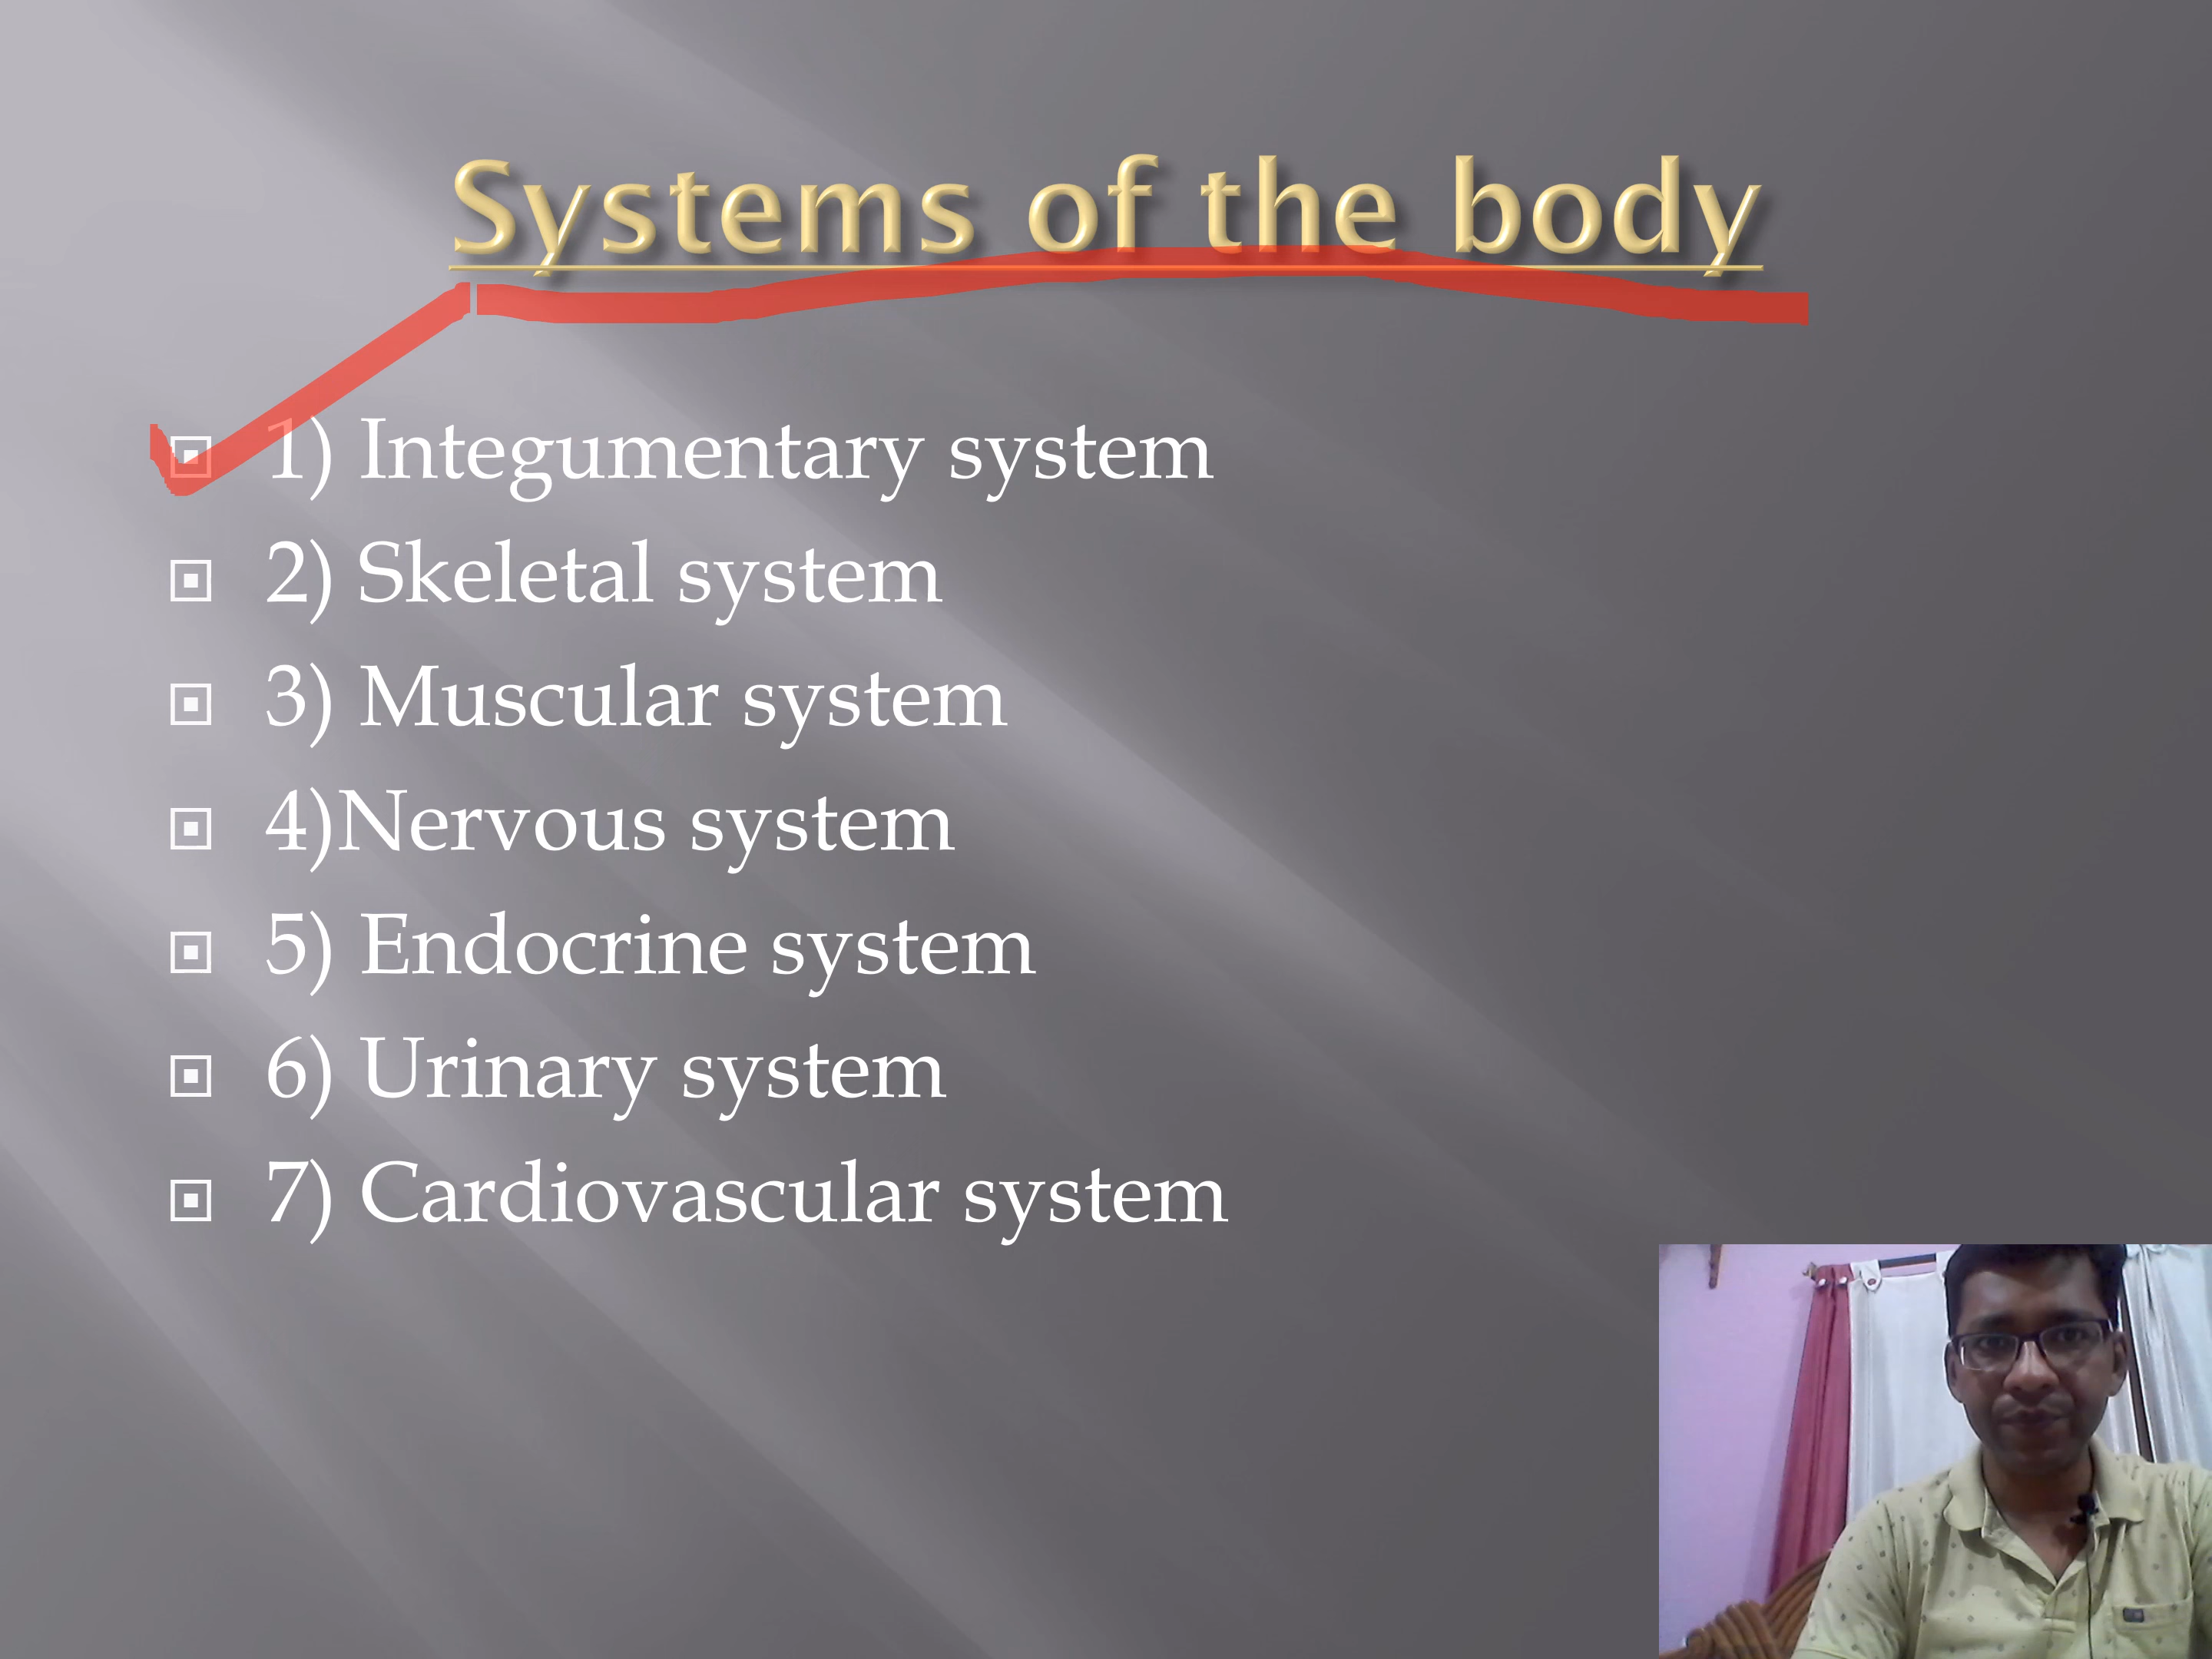 Systems of the body
1) Integumentary system
2) Skeletal system
3) Muscular system
4)Nervous system
5) Endocrine system
6) Urinary system
7) Cardiovascular system